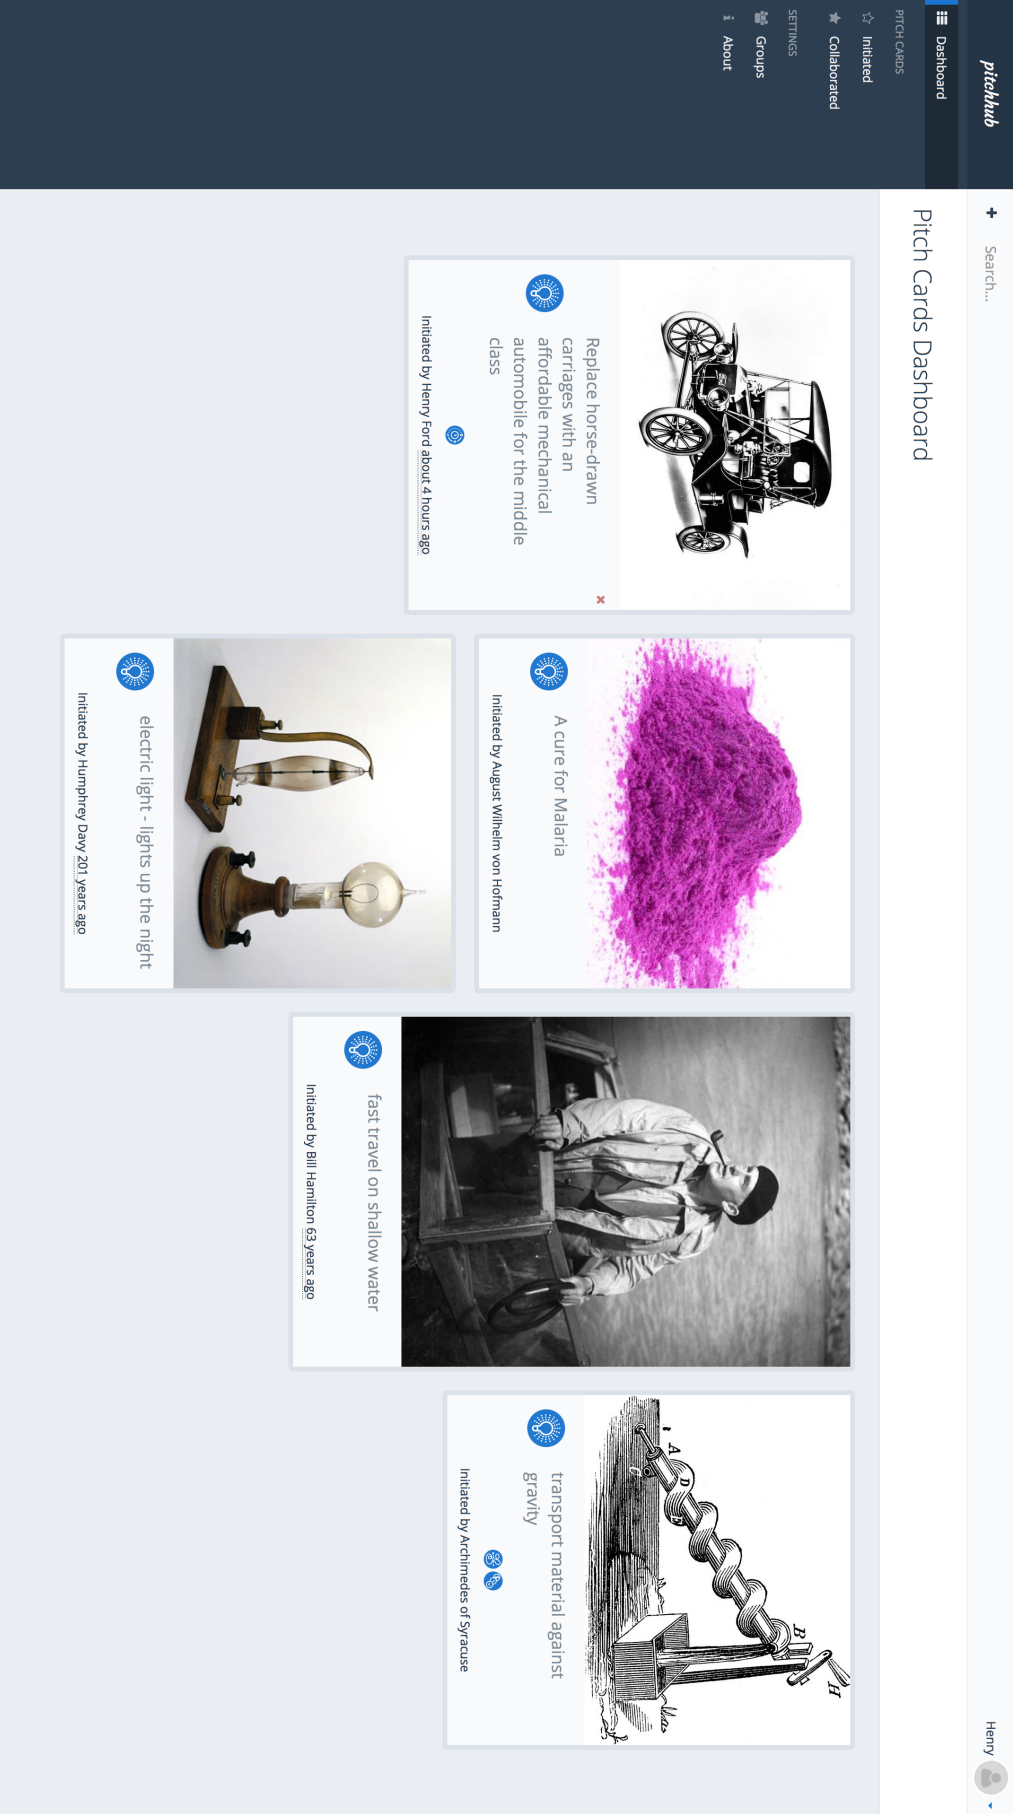 pitchhub
Search...
Henry
Dashboard
PITCH CARDS
Initiated
Collaborated
SETTINGS
Groups
About
Pitch Cards Dashboard
Replace horse-drawn
carriages with an
affordable mechanical
automobile for the middle
class
Initiated by Henry Ford about 4 hours ago
A cure for Malaria
Initiated by August Wilhelm von Hofmann
electric light - lights up the night
Initiated by Humphrey Davy 201 years ago
fast travel on shallow water
Initiated by Bill Hamilton 63 years ago
A
D
E
C
B
H
transport material against
gravity
Initiated by Archimedes of Syracuse